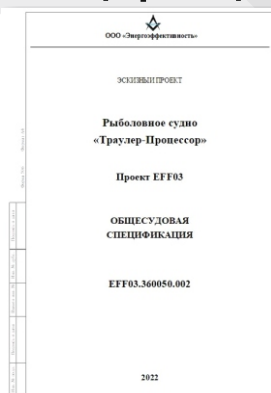 ООО «Энергоэффективность»
ЭСКИЗНЫЙ ПРОЕКТ
Рыболовное судно
«Траулер-Процессор»
Проект EFF03
ОБЩЕСУДОВАЯ
СПЕЦИФИКАЦИЯ
EFF03.360050.002
2022